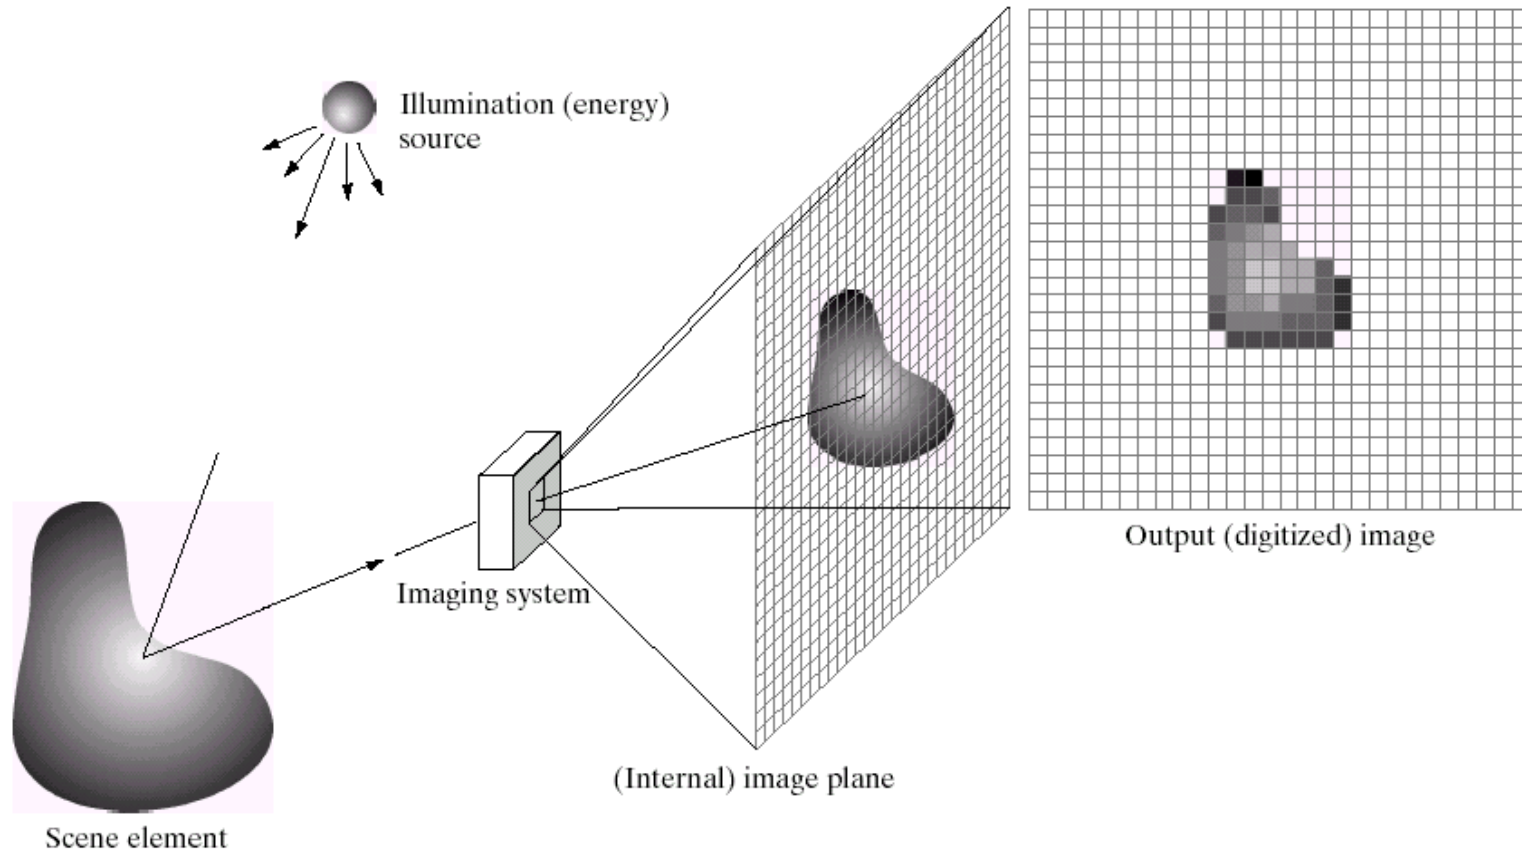 Illumination (energy)
source
Output (digitized) image
Imaging system
(Internal) image plane
Scene element